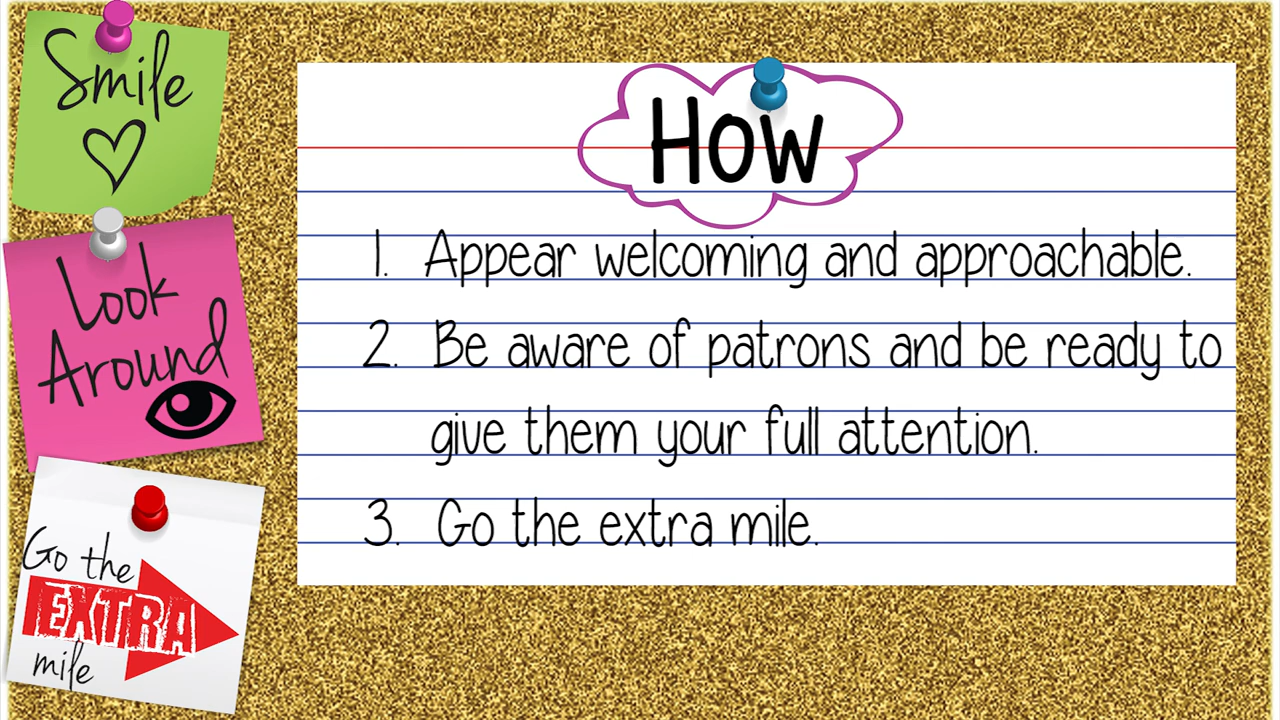 Smile
Look
Around
Go the
EXTRA
mile
How
1. Appear welcoming and approachable.
2. Be aware of patrons and be ready to
give them your full attention.
3. Go the extra mile.